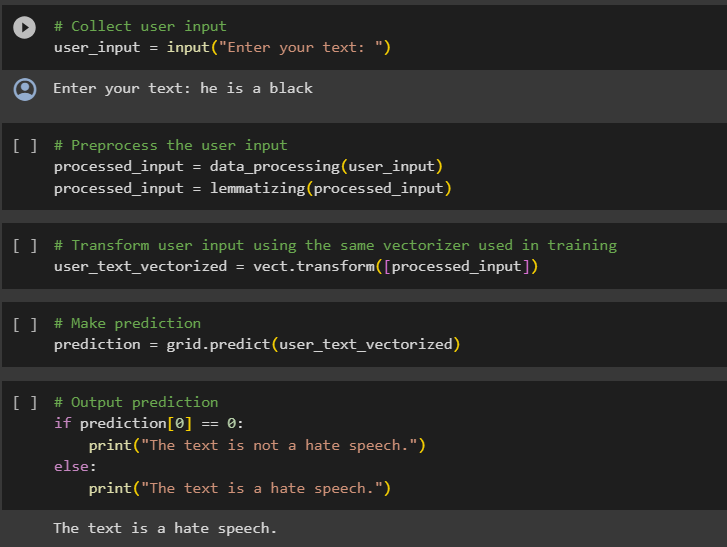 # Collect user input
user_input = input("Enter your text: ")
Enter your text: he is a black
[ ] # Preprocess the user input
processed_input = data_processing(user_input)
processed_input = lemmatizing(processed_input)
[ ] # Transform user input using the same vectorizer used in training
user_text_vectorized = vect.transform([processed_input])
[ ] # Make prediction
prediction = grid.predict(user_text_vectorized)
[ ] # Output prediction
if prediction[0] == 0:
    print("The text is not a hate speech.")
else:
    print("The text is a hate speech.")
The text is a hate speech.